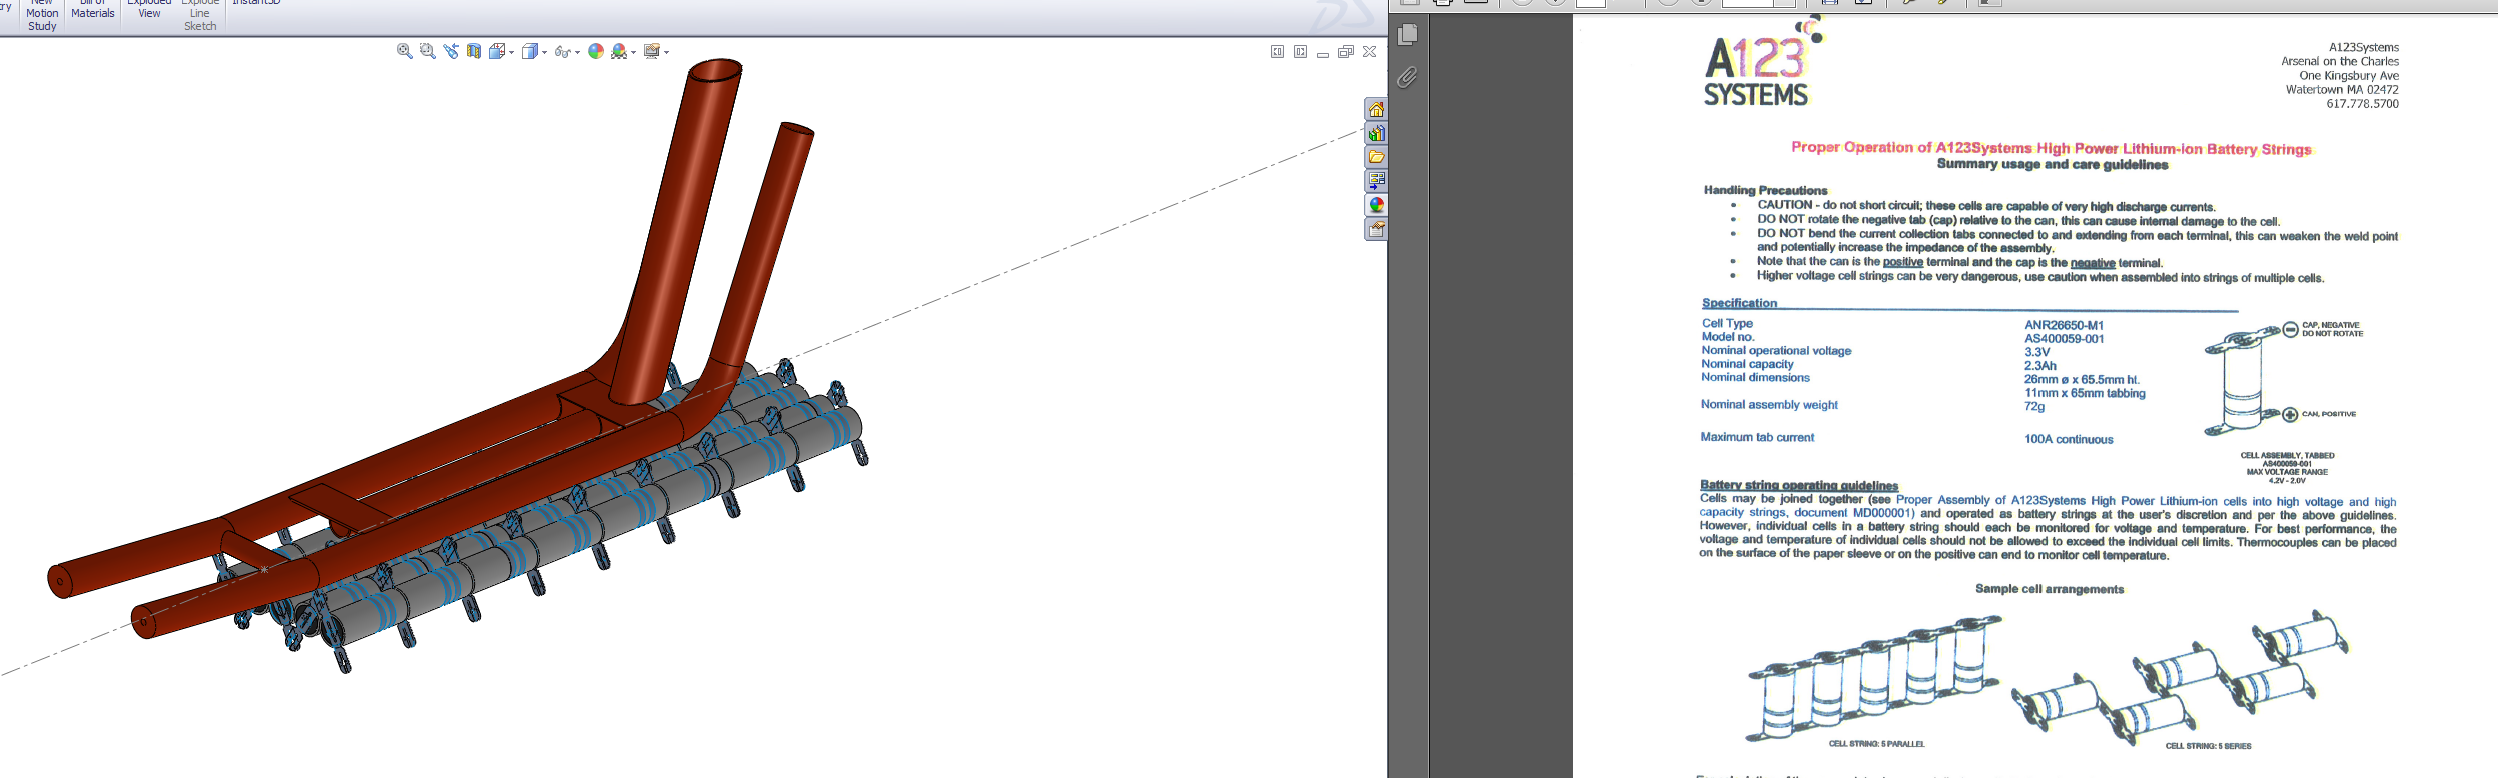 New
Motion
Study
Bill of
Materials
Exploded
View
Explode
Line
Sketch
Instant3D
A123
SYSTEMS
A123Systems
Arsenal on the Charles
One Kingsbury Ave
Watertown MA 02472
617.778.5700
Proper Operation of A123Systems High Power Lithium-ion Battery Strings
Summary usage and care guidelines
Handling Precautions
• CAUTION - do not short circuit; these cells are capable of very high discharge currents.
• DO NOT rotate the negative tab (cap) relative to the can, this can cause internal damage to the cell.
• DO NOT bend the current collection tabs connected to and extending from each terminal, this can weaken the weld point
and potentially increase the impedance of the assembly.
• Note that the can is the positive terminal and the cap is the negative terminal.
• Higher voltage cell strings can be very dangerous, use caution when assembled into strings of multiple cells.
Specification
Cell Type ANR26650-M1
Model no. AS400059-001
Nominal operational voltage 3.3V
Nominal capacity 2.3Ah
Nominal dimensions 26mm ø x 65.5mm ht.
11mm x 65mm tabbing
Nominal assembly weight 72g
Maximum tab current 100A continuous
CAP, NEGATIVE
DO NOT ROTATE
CAN, POSITIVE
CELL ASSEMBLY, TABBED
AS400059-001
MAX VOLTAGE RANGE
4.2V - 2.0V
Battery string operating guidelines
Cells may be joined together (see Proper Assembly of A123Systems High Power Lithium-ion cells into high voltage and high
capacity strings, document MD000001) and operated as battery strings at the user's discretion and per the above guidelines.
However, individual cells in a battery string should each be monitored for voltage and temperature. For best performance, the
voltage and temperature of individual cells should not be allowed to exceed the individual cell limits. Thermocouples can be placed
on the surface of the paper sleeve or on the positive can end to monitor cell temperature.
Sample cell arrangements
CELL STRING: 5 PARALLEL
CELL STRING: 5 SERIES